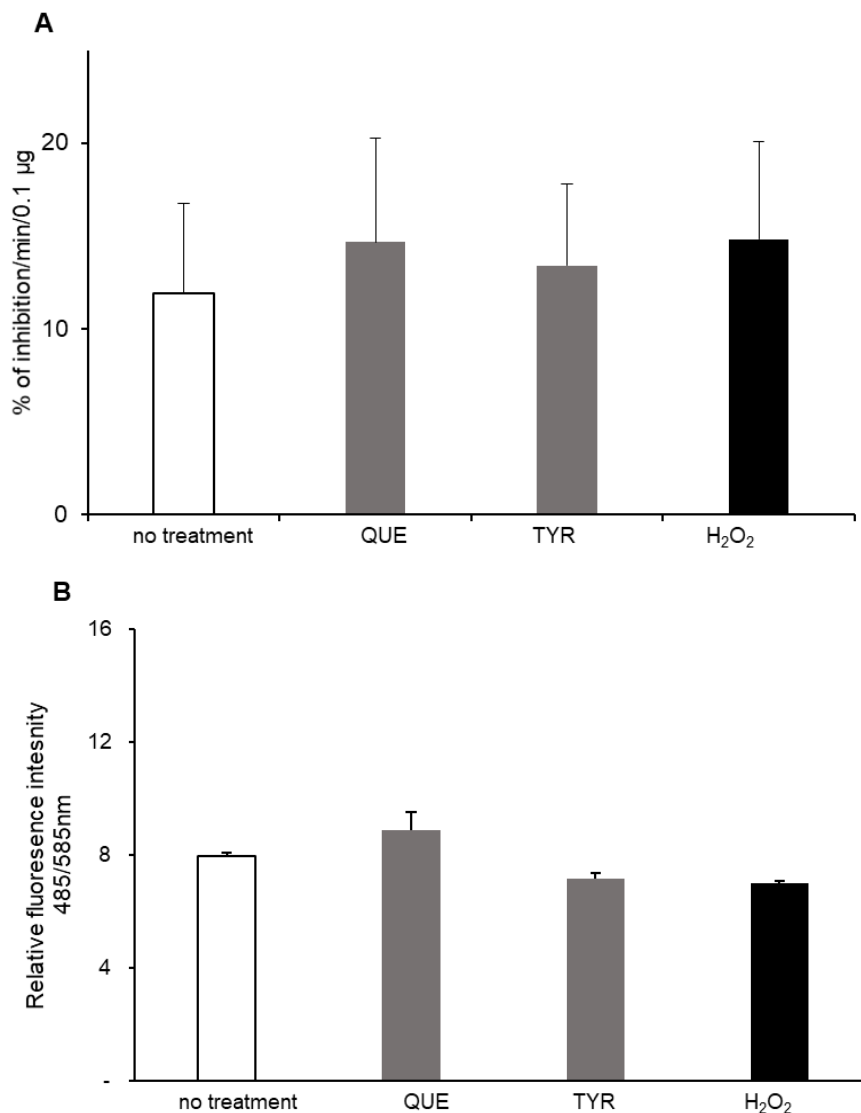 A
% of inhibition/min/0.1 µg
20
10
0
no treatment QUE TYR H₂O₂
B
Relative fluoresence intesnity
485/585nm
16
12
8
4
-
no treatment QUE TYR H₂O₂